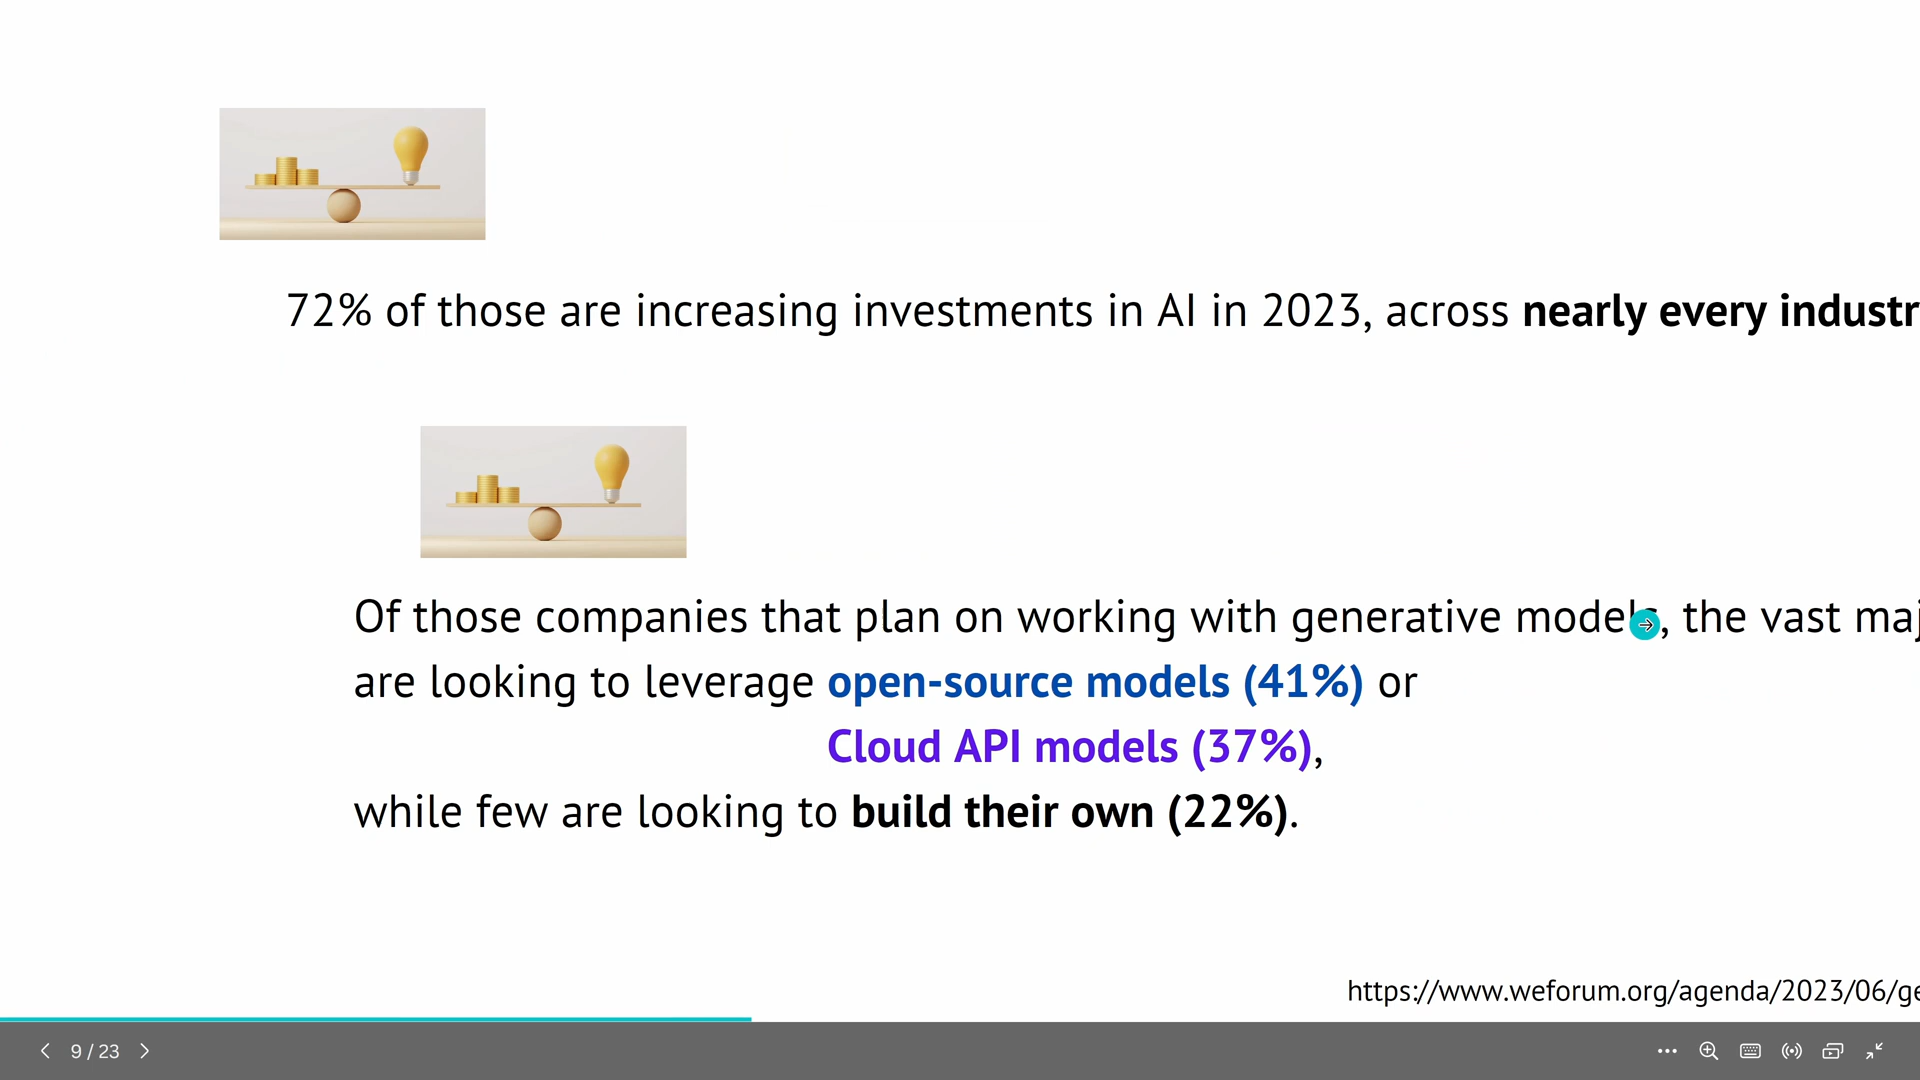 72% of those are increasing investments in AI in 2023, across nearly every industr
Of those companies that plan on working with generative models, the vast maj
are looking to leverage open-source models (41%) or
Cloud API models (37%),
while few are looking to build their own (22%).
https://www.weforum.org/agenda/2023/06/ge
9 / 23